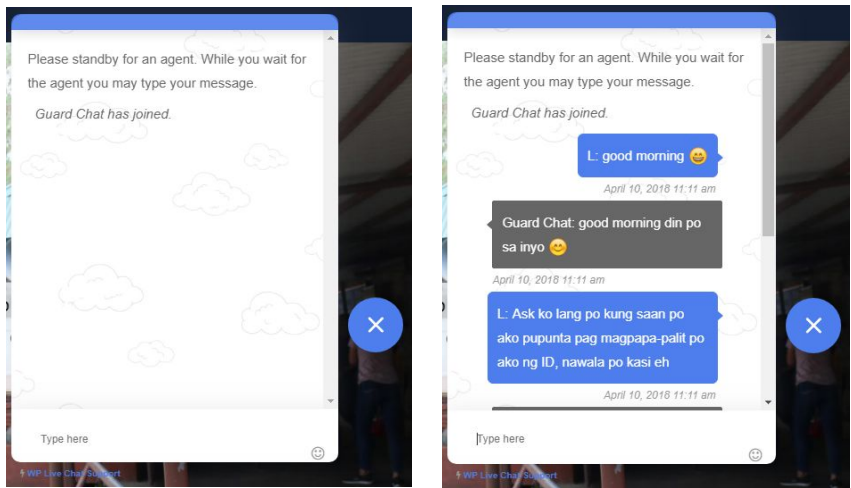 Please standby for an agent. While you wait for
the agent you may type your message.
Guard Chat has joined.
Type here
WP Live Chat Support
Please standby for an agent. While you wait for
the agent you may type your message.
Guard Chat has joined.
L: good morning 😄
April 10, 2018 11:11 am
Guard Chat: good morning din po
sa inyo 😊
April 10, 2018 11:11 am
L: Ask ko lang po kung saan po
ako pupunta pag magpapa-palit po
ako ng ID, nawala po kasi eh
April 10, 2018 11:11 am
Type here
WP Live Chat Support